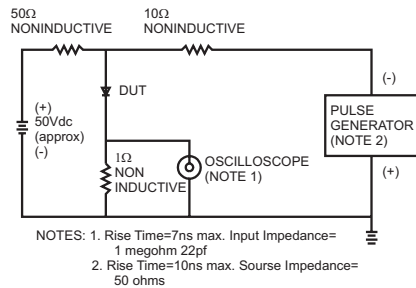 50Ω
NONINDUCTIVE
10Ω
NONINDUCTIVE
DUT
(+)
50Vdc
(approx)
(-)
(-)
PULSE
GENERATOR
(NOTE 2)
(+)
1Ω
NON
INDUCTIVE
OSCILLOSCOPE
(NOTE 1)
NOTES: 1. Rise Time=7ns max. Input Impedance=
1 megohm 22pf
2. Rise Time=10ns max. Sourse Impedance=
50 ohms